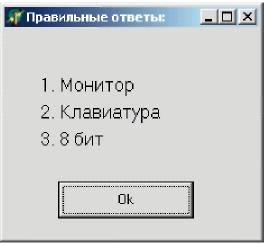 Правильные ответы:
1. Монитор
2. Клавиатура
3. 8 бит
Ok